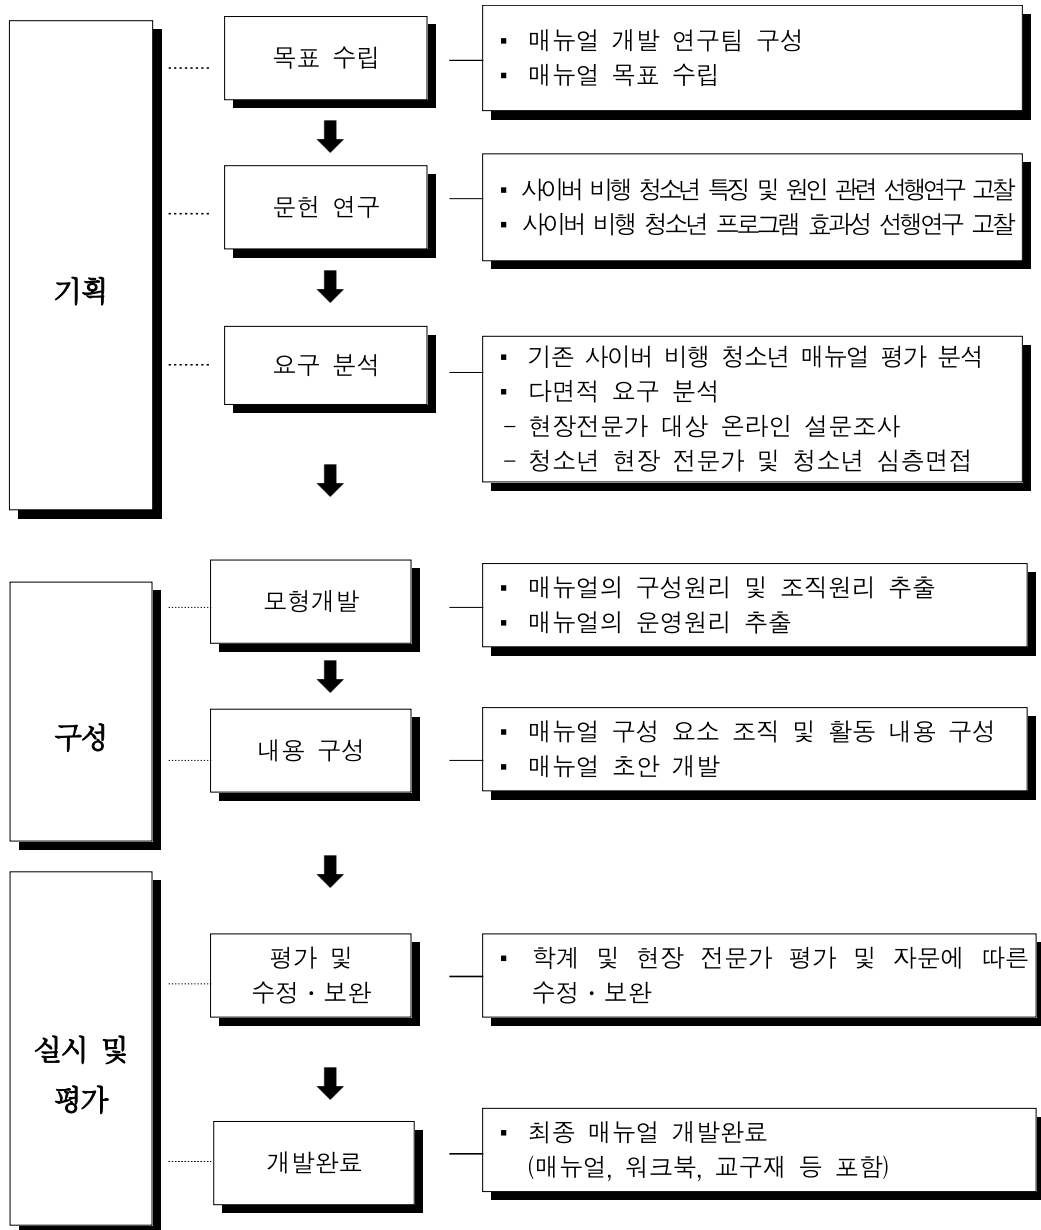 기획
목표 수립
▪ 매뉴얼 개발 연구팀 구성
▪ 매뉴얼 목표 수립
문헌 연구
▪ 사이버 비행 청소년 특징 및 원인 관련 선행연구 고찰
▪ 사이버 비행 청소년 프로그램 효과성 선행연구 고찰
요구 분석
▪ 기존 사이버 비행 청소년 매뉴얼 평가 분석
▪ 다면적 요구 분석
– 현장전문가 대상 온라인 설문조사
– 청소년 현장 전문가 및 청소년 심층면접
구성
모형개발
▪ 매뉴얼의 구성원리 및 조직원리 추출
▪ 매뉴얼의 운영원리 추출
내용 구성
▪ 매뉴얼 구성 요소 조직 및 활동 내용 구성
▪ 매뉴얼 초안 개발
실시 및
평가
평가 및
수정・보완
▪ 학계 및 현장 전문가 평가 및 자문에 따른
수정・보완
개발완료
▪ 최종 매뉴얼 개발완료
(매뉴얼, 워크북, 교구재 등 포함)